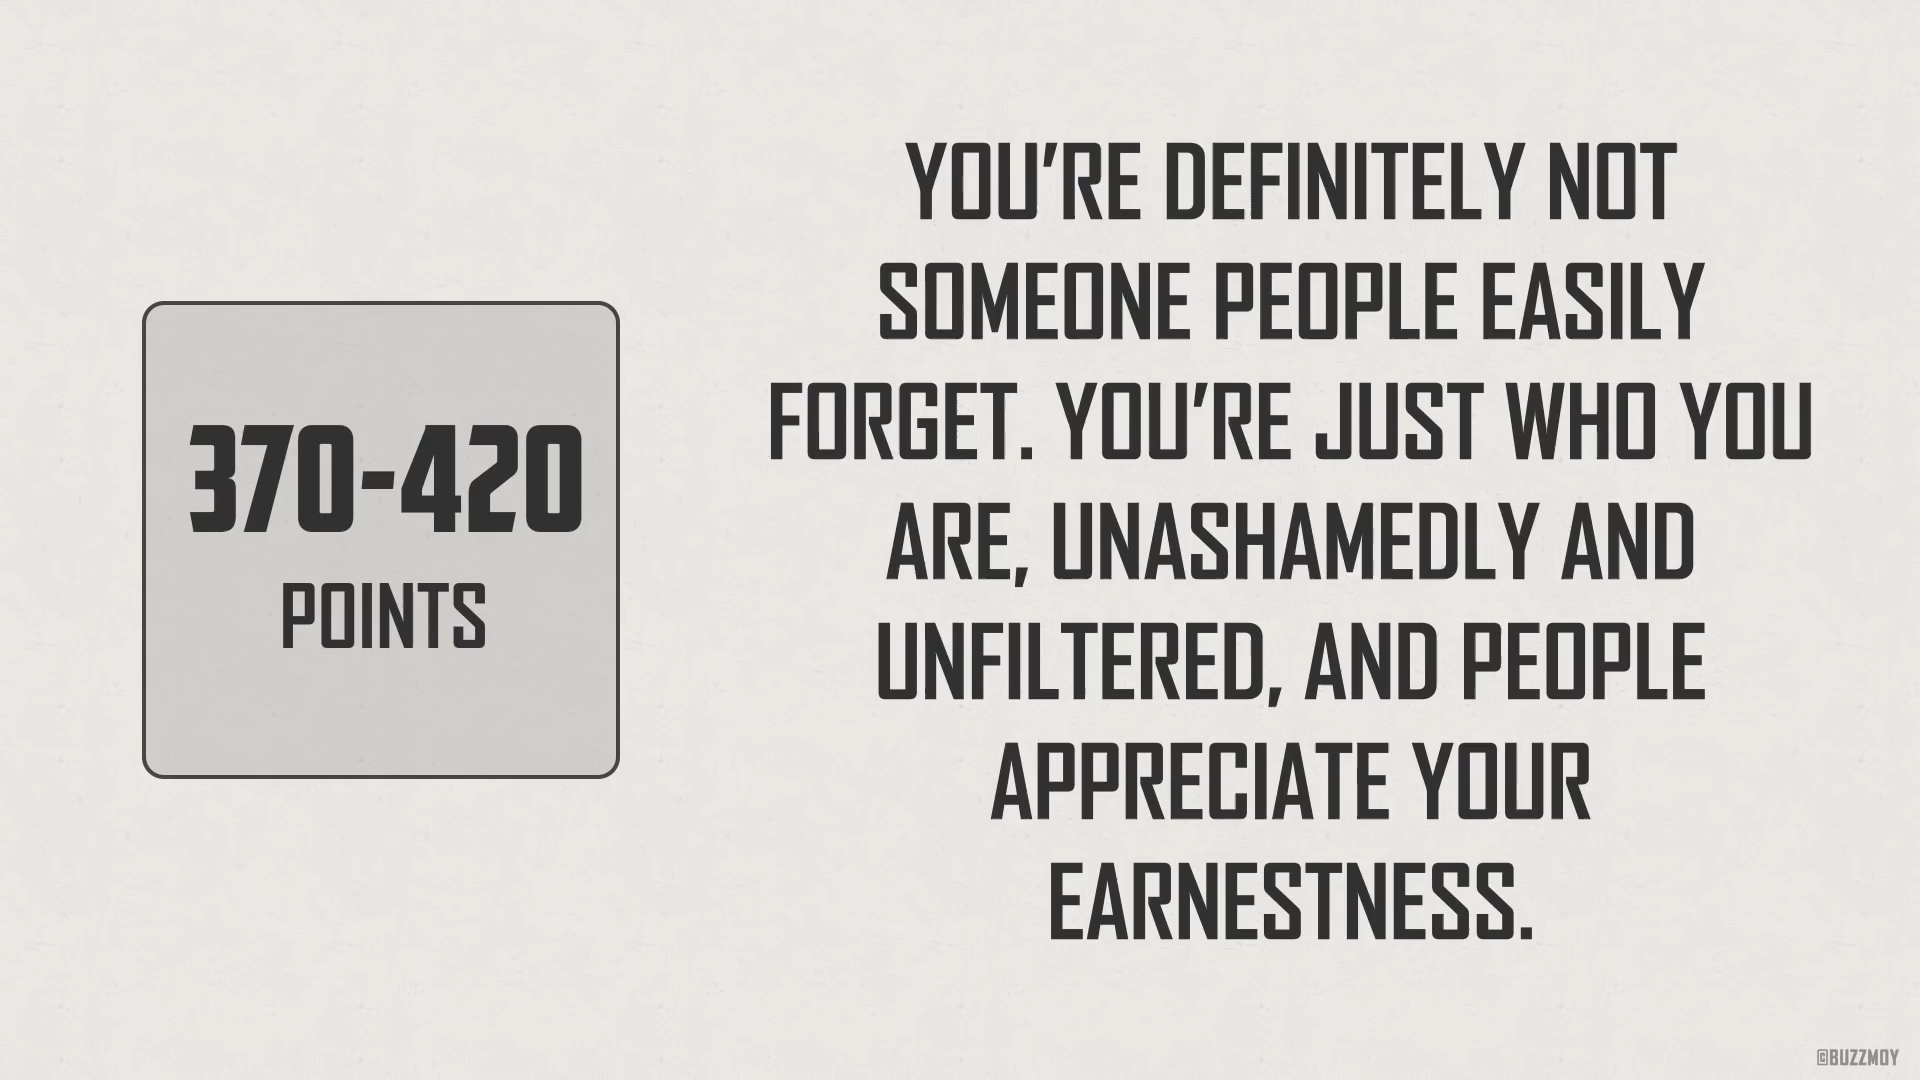 370-420
POINTS
YOU’RE DEFINITELY NOT
SOMEONE PEOPLE EASILY
FORGET. YOU’RE JUST WHO YOU
ARE, UNASHAMEDLY AND
UNFILTERED, AND PEOPLE
APPRECIATE YOUR
EARNESTNESS.
©BUZZMOY